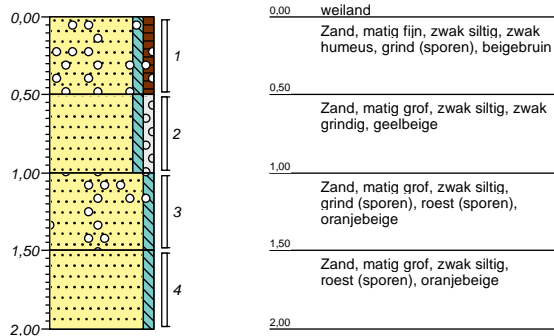 0,00
1
0,50
2
1,00
3
1,50
4
2,00
0,00 weiland
Zand, matig fijn, zwak siltig, zwak
humeus, grind (sporen), beigebruin
0,50
Zand, matig grof, zwak siltig, zwak
grindig, geelbeige
1,00
Zand, matig grof, zwak siltig,
grind (sporen), roest (sporen),
oranjebeige
1,50
Zand, matig grof, zwak siltig,
roest (sporen), oranjebeige
2,00